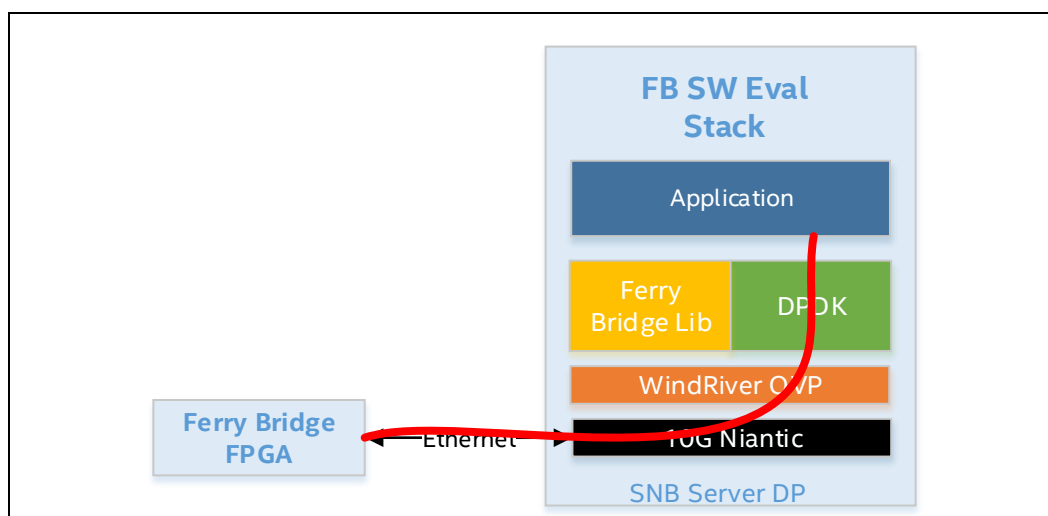 FB SW Eval
Stack
Application
Ferry
Bridge Lib
DPDK
WindRiver OVP
Ferry Bridge
FPGA
Ethernet
10G Niantic
SNB Server DP